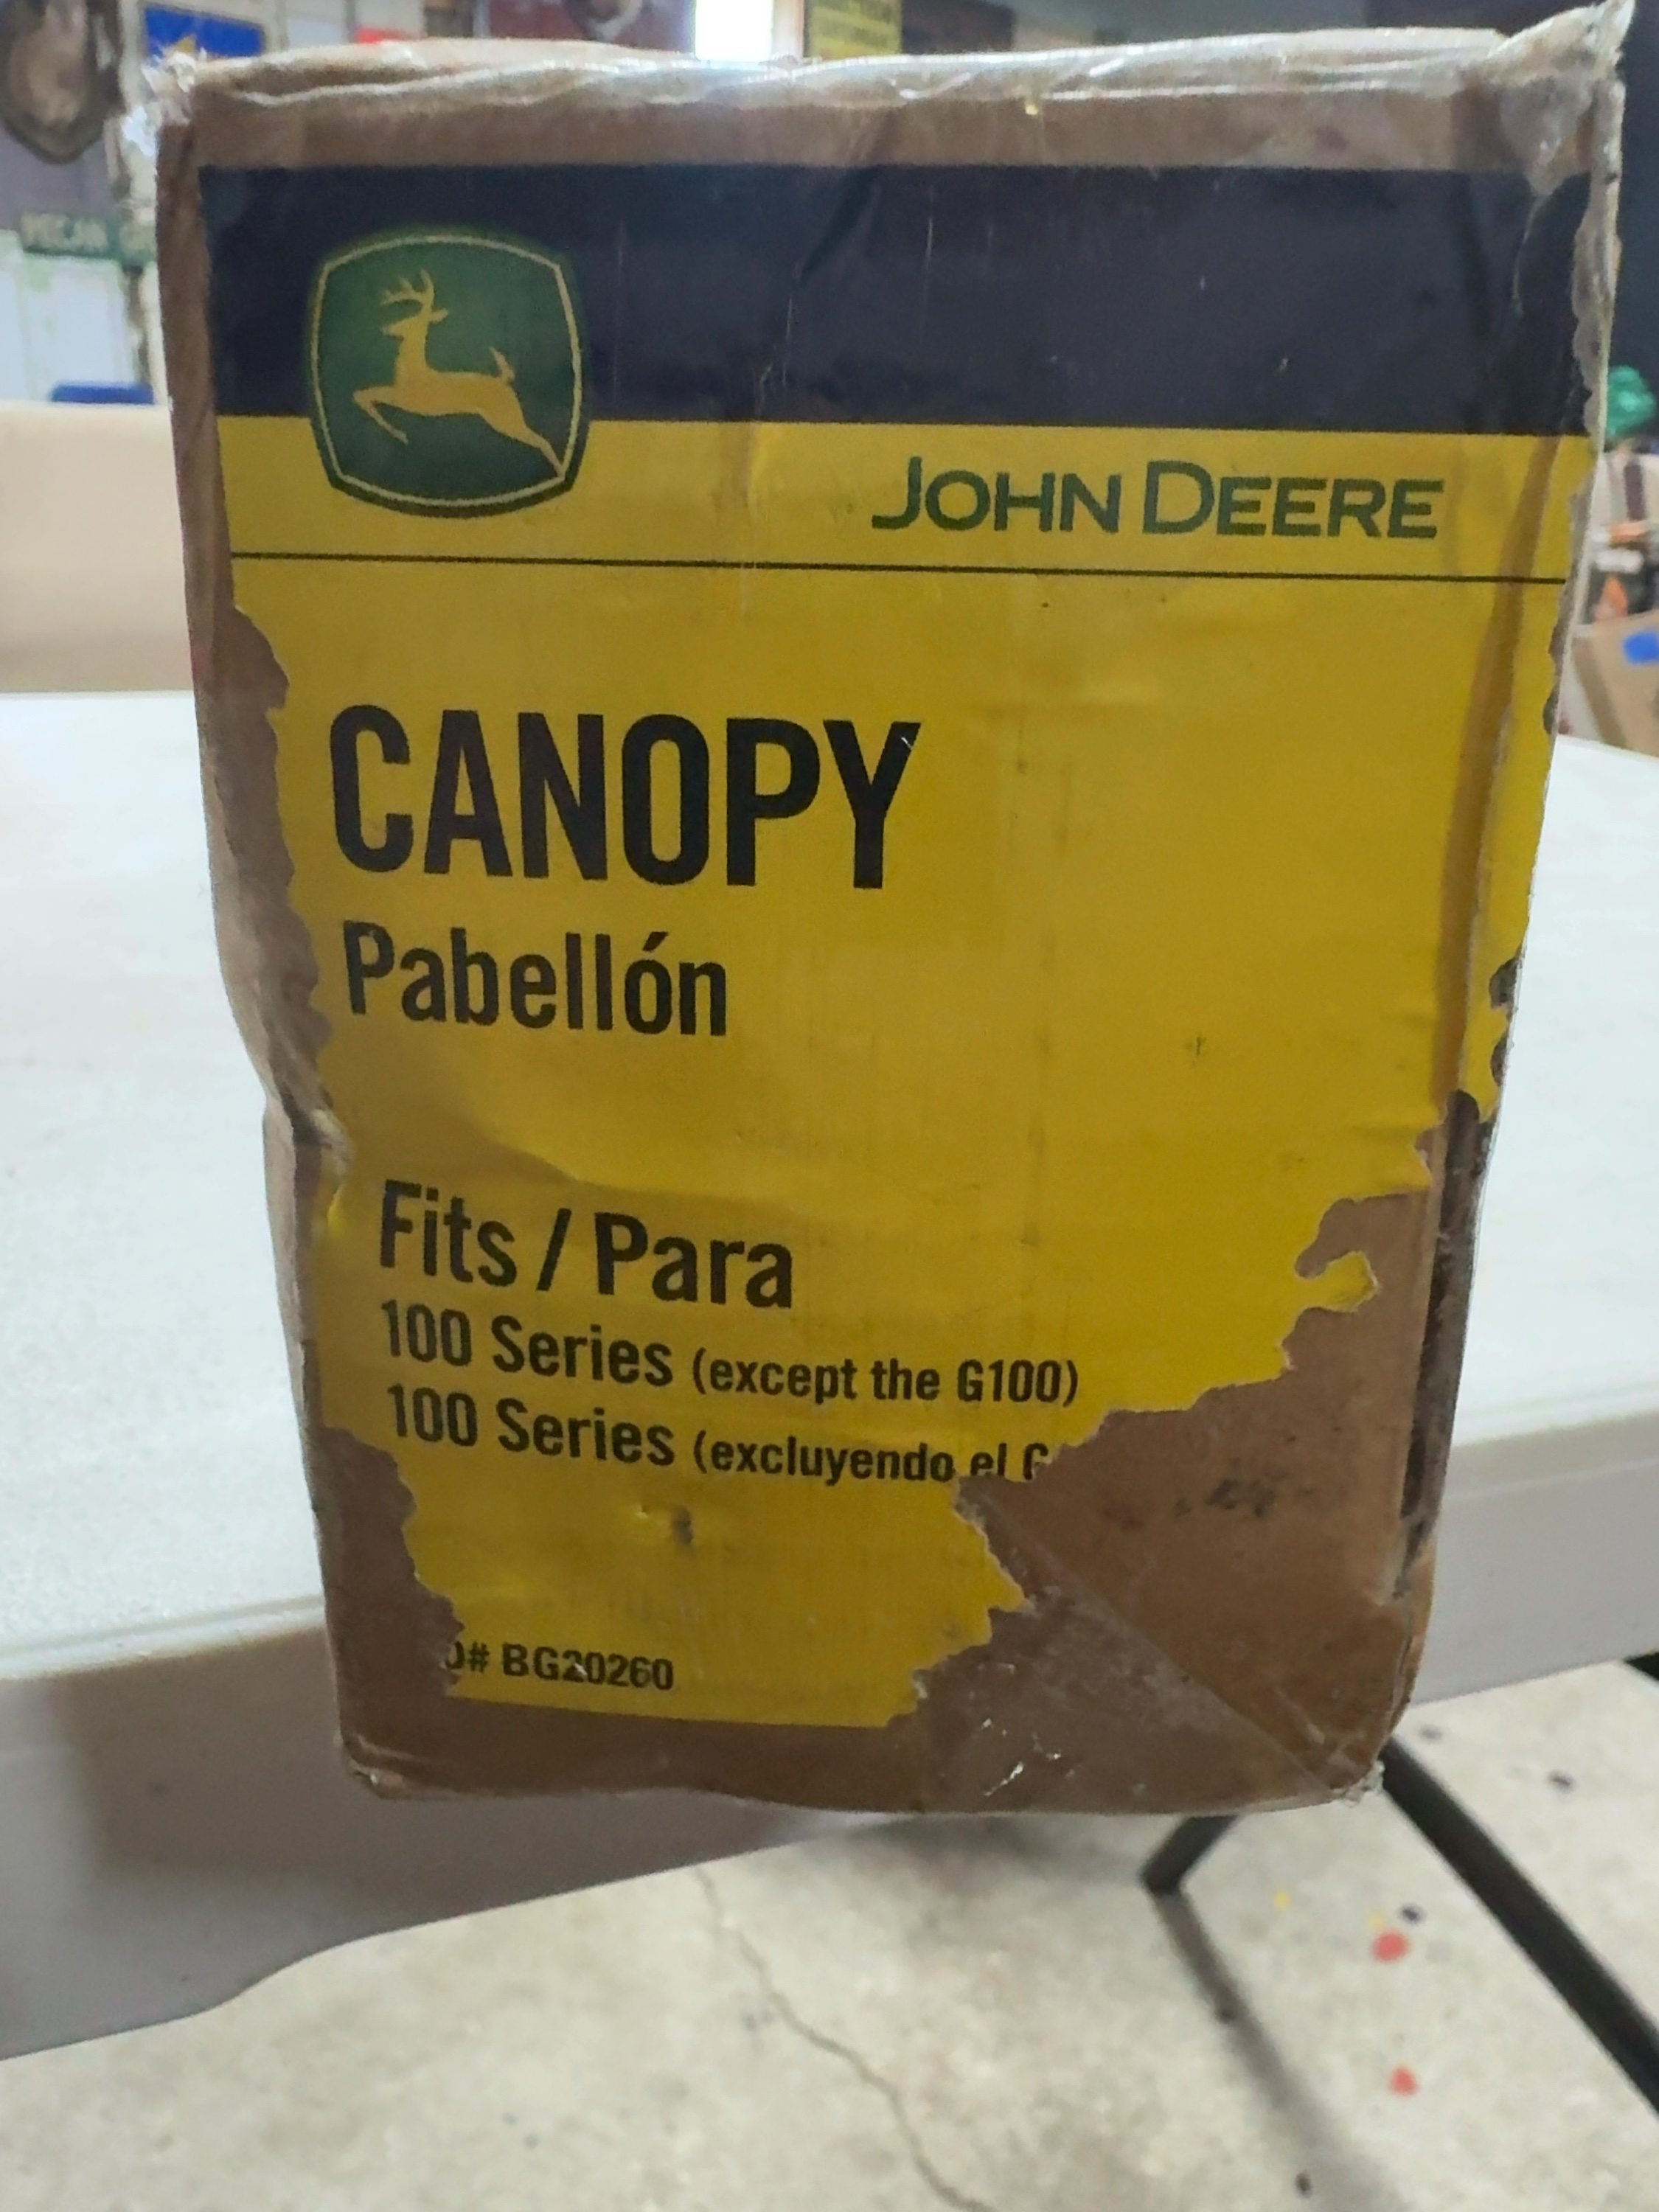 JOHN DEERE
CANOPY
Pabellón
Fits / Para
100 Series (except the G100)
100 Series (excluyendo el
# BG20260